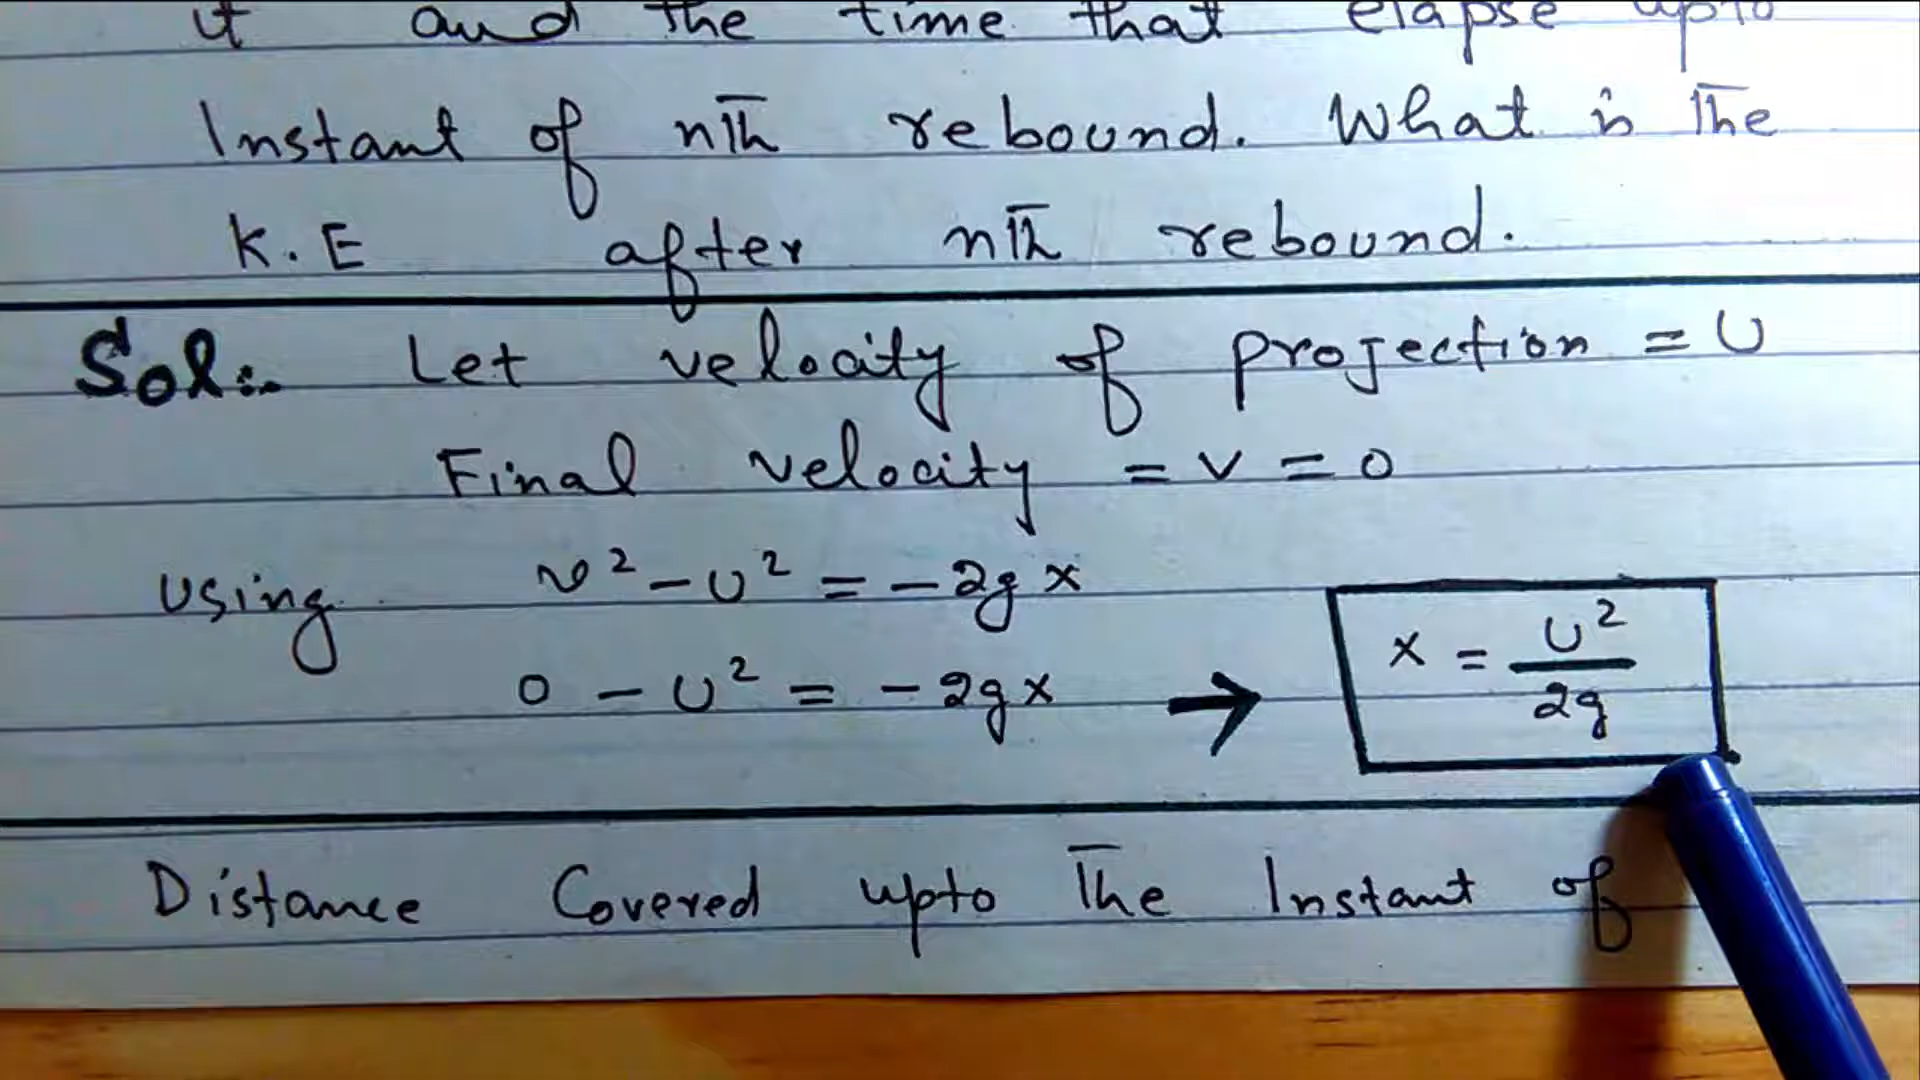 it and the time that elapse upto
Instant of nth rebound. What is the
K.E after nth rebound.
Sol:- Let velocity of projection = U
Final velocity = v = 0
Using v² - U² = -2gx
0 - U² = -2gx → x = U²/2g
Distance Covered upto the Instant of